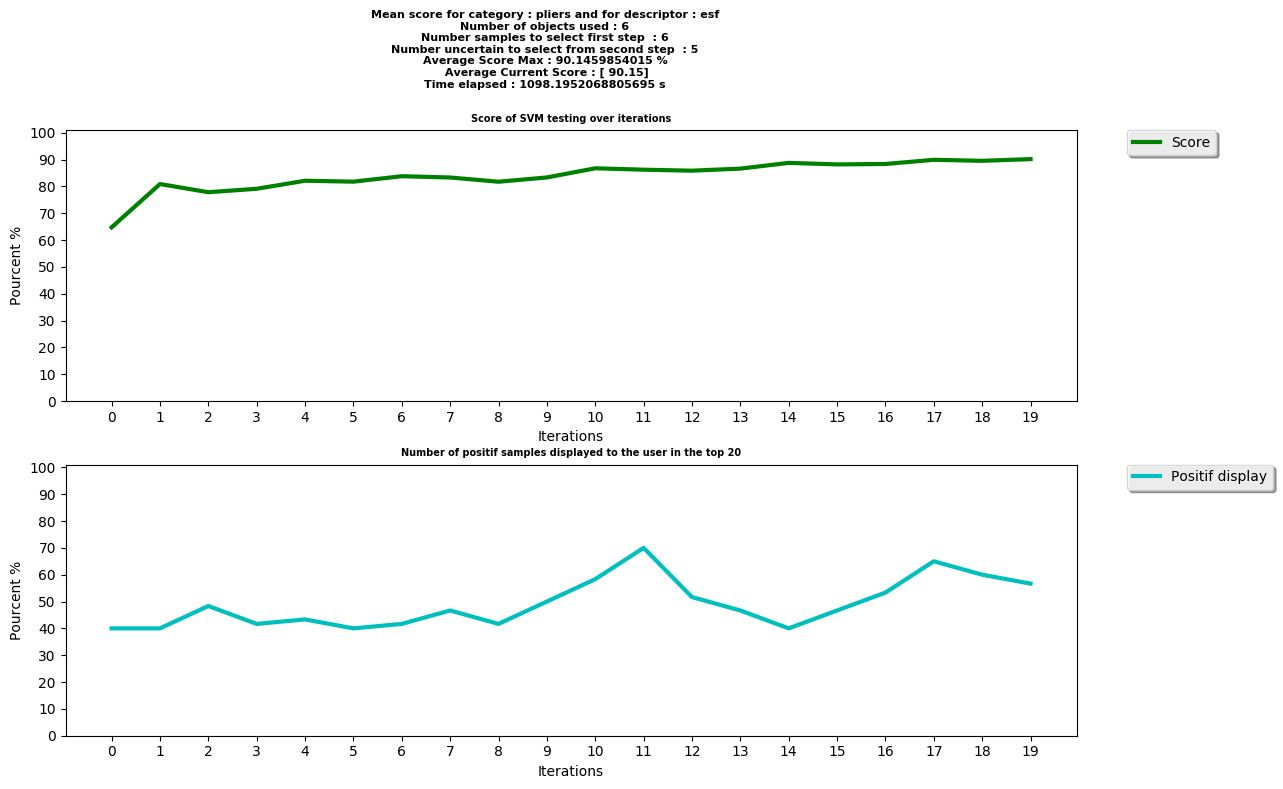 Mean score for category : pliers and for descriptor : esf
Number of objects used : 6
Number samples to select first step  : 6
Number uncertain to select from second step  : 5
Average Score Max : 90.1459854015 %
Average Current Score : [ 90.15]
Time elapsed : 1098.1952068805695 s
Score of SVM testing over iterations
100
90
80
70
60
50
40
30
20
10
0
Pourcent %
0 1 2 3 4 5 6 7 8 9 10 11 12 13 14 15 16 17 18 19
Iterations
Score
Number of positif samples displayed to the user in the top 20
100
90
80
70
60
50
40
30
20
10
0
Pourcent %
0 1 2 3 4 5 6 7 8 9 10 11 12 13 14 15 16 17 18 19
Iterations
Positif display